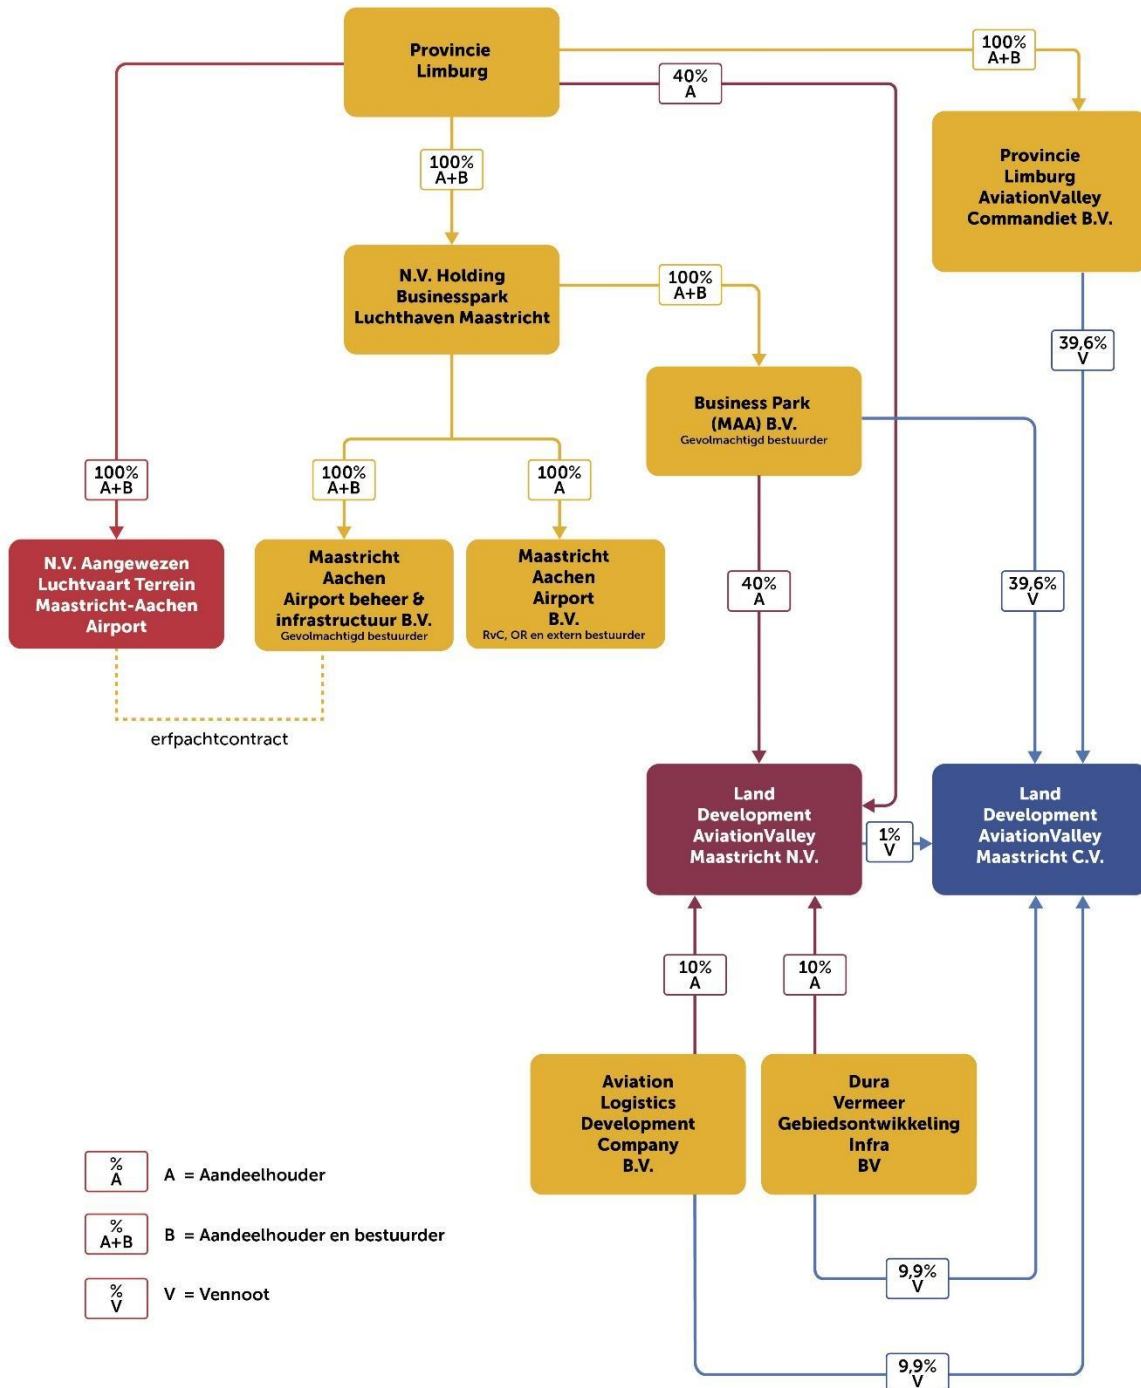 Provincie
Limburg
100%
A+B
40%
A
100%
A+B
Provincie
Limburg
AviationValley
Commandiet B.V.
N.V. Holding
Businesspark
Luchthaven Maastricht
100%
A+B
39,6%
V
Business Park
(MAA) B.V.
Gevolmachtigd bestuurder
100%
A+B
100%
A+B
100%
A
N.V. Aangewezen
Luchtvaart Terrein
Maastricht-Aachen
Airport
Maastricht
Aachen
Airport beheer &
infrastructuur B.V.
Gevolmachtigd bestuurder
Maastricht
Aachen
Airport
B.V.
RvC, OR en extern bestuurder
40%
A
39,6%
V
erfpachtcontract
Land
Development
AviationValley
Maastricht N.V.
1%
V
Land
Development
AviationValley
Maastricht C.V.
10%
A
10%
A
Aviation
Logistics
Development
Company
B.V.
Dura
Vermeer
Gebiedsontwikkeling
Infra
BV
%
A
A = Aandeelhouder
%
A+B
B = Aandeelhouder en bestuurder
%
V
V = Vennoot
9,9%
V
9,9%
V